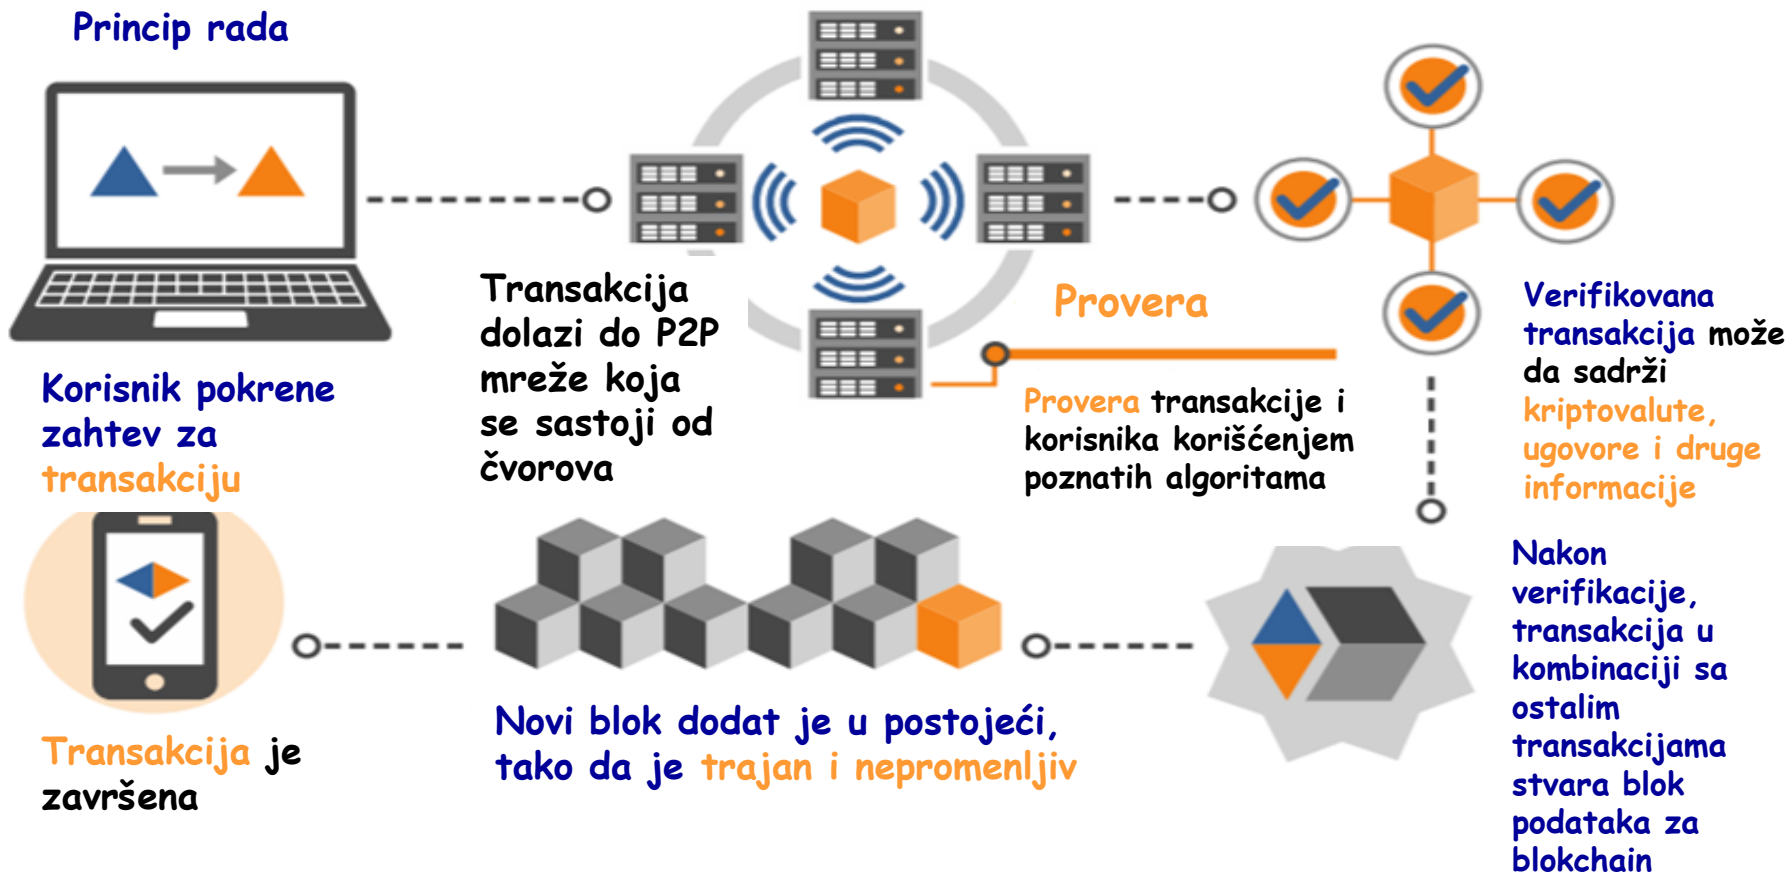 Princip rada
Korisnik pokrene
zahtev za
transakciju
Transakcija
dolazi do P2P
mreže koja
se sastoji od
čvorova
Provera
Provera transakcije i
korisnika korišćenjem
poznatih algoritama
Verifikovana
transakcija može
da sadrži
kriptovalute,
ugovore i druge
informacije
Nakon
verifikacije,
transakcija u
kombinaciji sa
ostalim
transakcijama
stvara blok
podataka za
blokchain
Novi blok dodat je u postojeći,
tako da je trajan i nepromenljiv
Transakcija je
završena